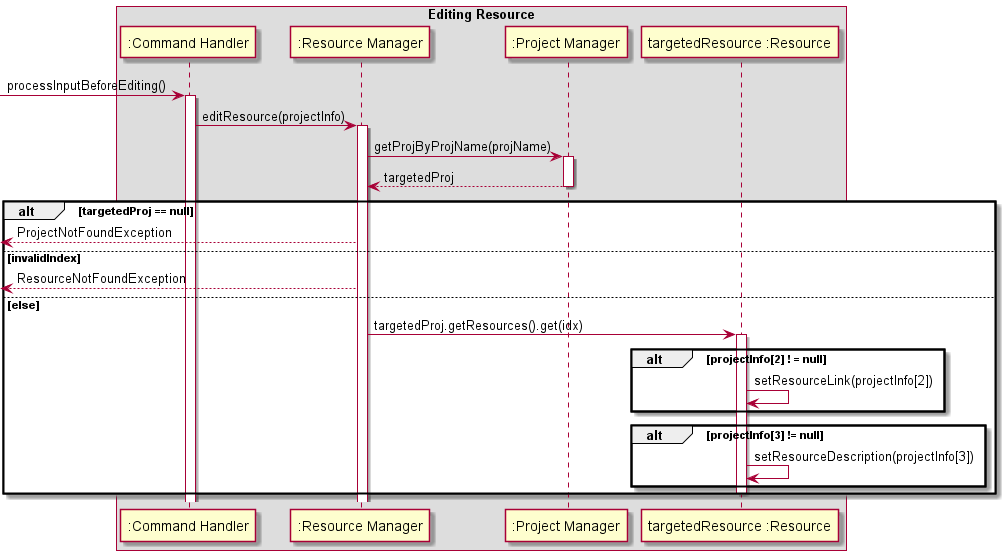 Editing Resource
:Command Handler
:Resource Manager
:Project Manager
targetedResource :Resource
processInputBeforeEditing()
editResource(projectInfo)
getProjByProjName(projName)
targetedProj
alt [targetedProj == null]
ProjectNotFoundException
[invalidIndex]
ResourceNotFoundException
[else]
targetedProj.getResources().get(idx)
alt [projectInfo[2] ! = null]
setResourceLink(projectInfo[2])
alt [projectInfo[3] != null]
setResourceDescription(projectInfo[3])
:Command Handler
:Resource Manager
:Project Manager
targetedResource :Resource